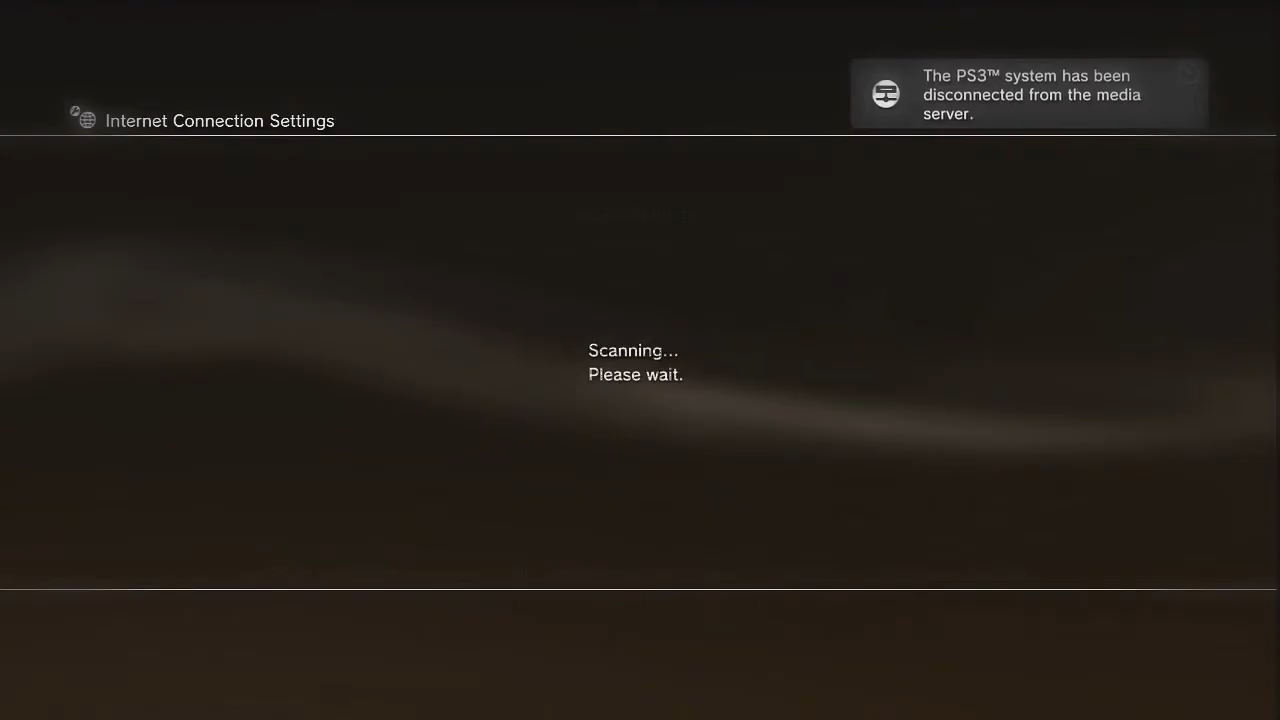 The PS3™ system has been
disconnected from the media
server.
Internet Connection Settings
Scanning...
Please wait.